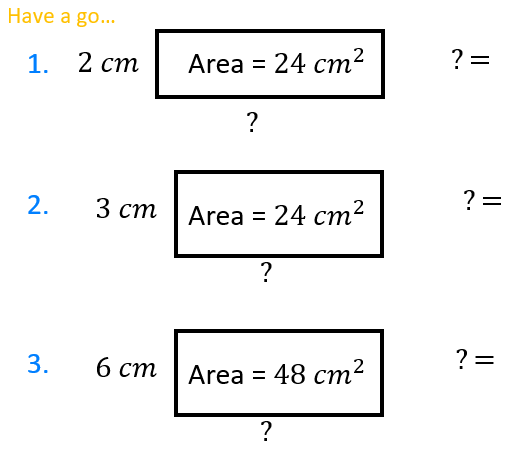 Have a go...
1. 2 cm Area = 24 cm² ? =
?
2. 3 cm Area = 24 cm² ? =
?
3. 6 cm Area = 48 cm² ? =
?